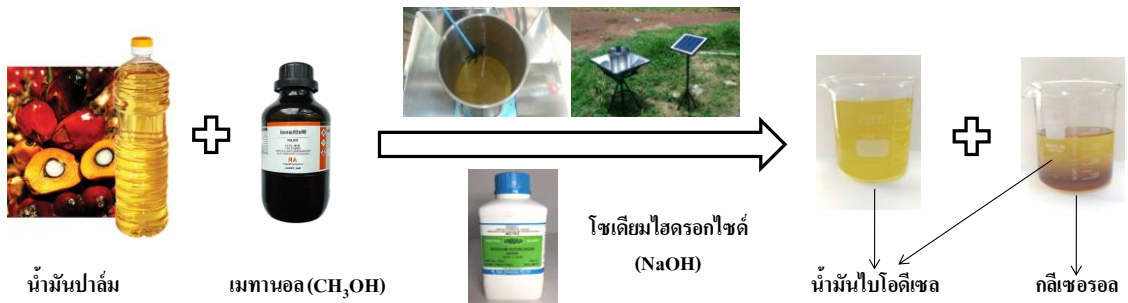 Methanol
AR
โซเดียมไฮดรอกไซด์
(NaOH)
น้ำมันปาล์ม
เมทานอล (CH₃OH)
น้ำมันไบโอดีเซล
กลีเซอรอล